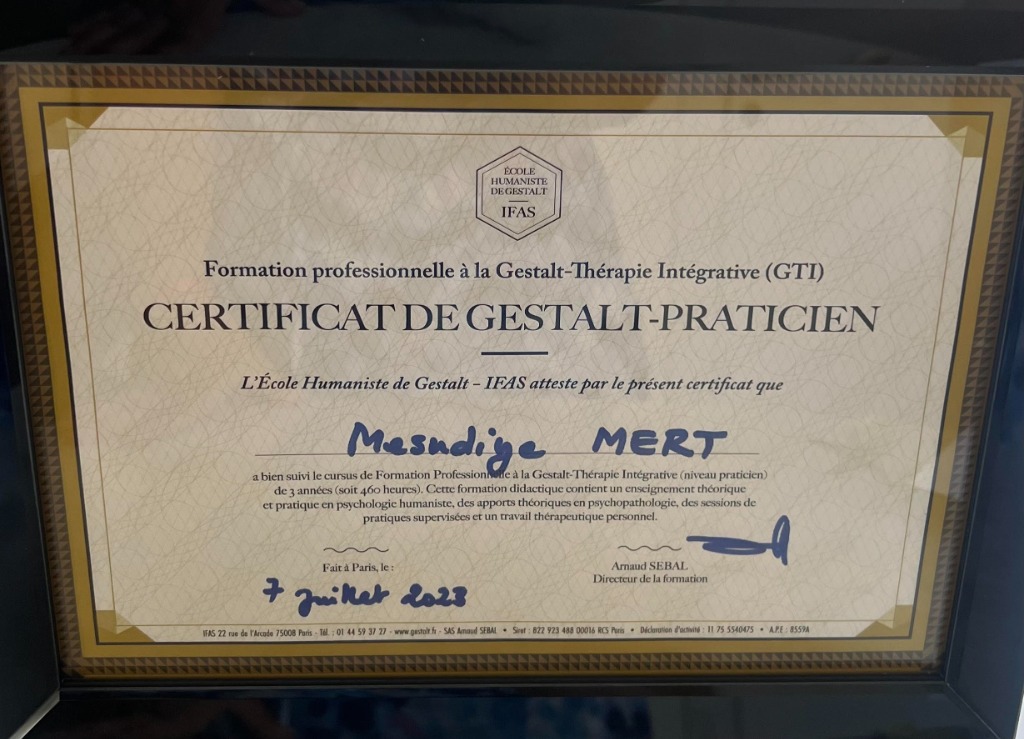 ÉCOLE
HUMANISTE
DE GESTALT
IFAS
Formation professionnelle à la Gestalt-Thérapie Intégrative (GTI)
CERTIFICAT DE GESTALT-PRATICIEN
L'École Humaniste de Gestalt – IFAS atteste par le présent certificat que
Mesudiye MERT
a bien suivi le cursus de Formation Professionnelle à la Gestalt-Thérapie Intégrative (niveau praticien)
de 3 années (soit 460 heures). Cette formation didactique contient un enseignement théorique
et pratique en psychologie humaniste, des apports théoriques en psychopathologie, des sessions de
pratiques supervisées et un travail thérapeutique personnel.
Fait à Paris, le :
7 juillet 2023
Arnaud SEBAL
Directeur de la formation
IFAS 22 rue de l'Arcade 75008 Paris - Tél. : 01 44 59 37 27 - www.gestalt.fr - SAS Arnaud SEBAL • Siret : 822 923 488 00016 RCS Paris • Déclaration d'activité : 11 75 5540475 • A.P.E : 8559A